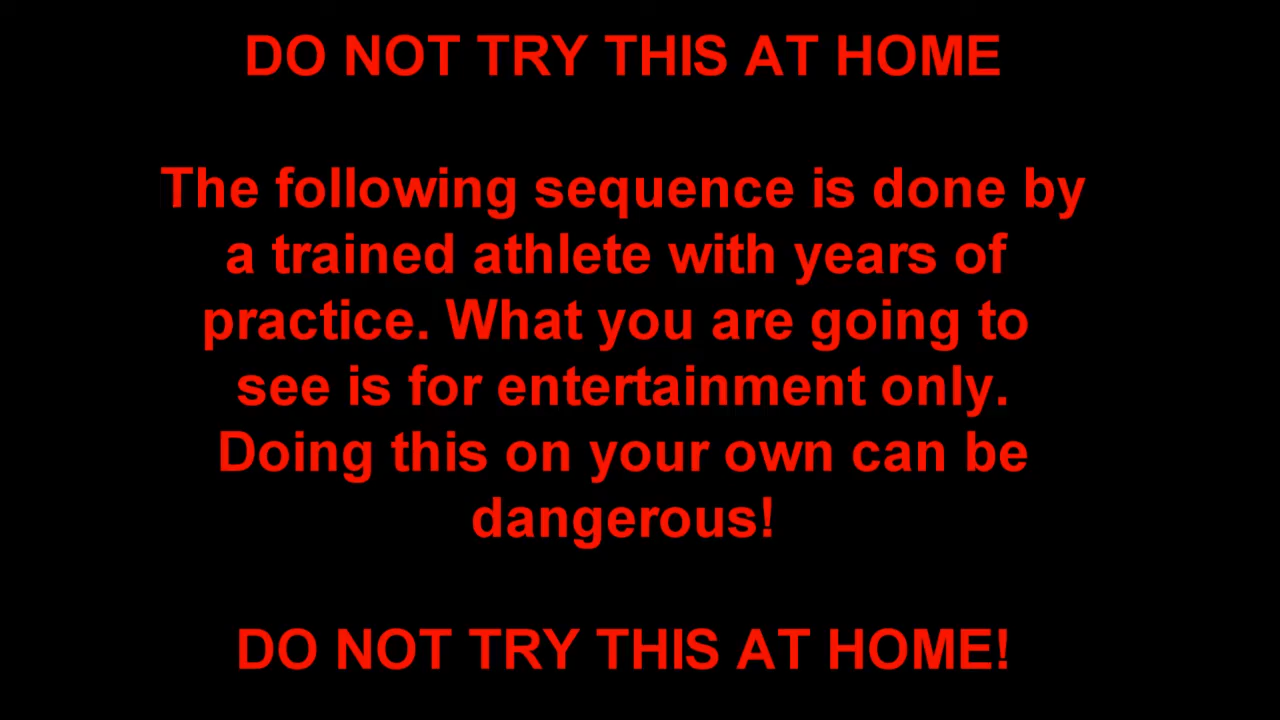 DO NOT TRY THIS AT HOME
The following sequence is done by
a trained athlete with years of
practice. What you are going to
see is for entertainment only.
Doing this on your own can be
dangerous!
DO NOT TRY THIS AT HOME!